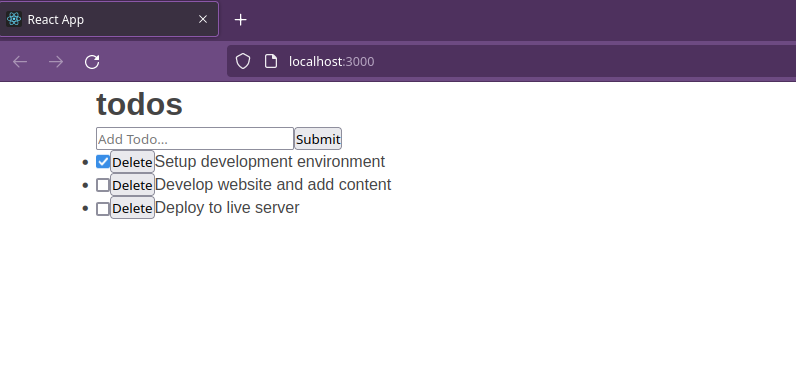 React App
localhost:3000
todos
Add Todo... Submit
Delete Setup development environment
Delete Develop website and add content
Delete Deploy to live server